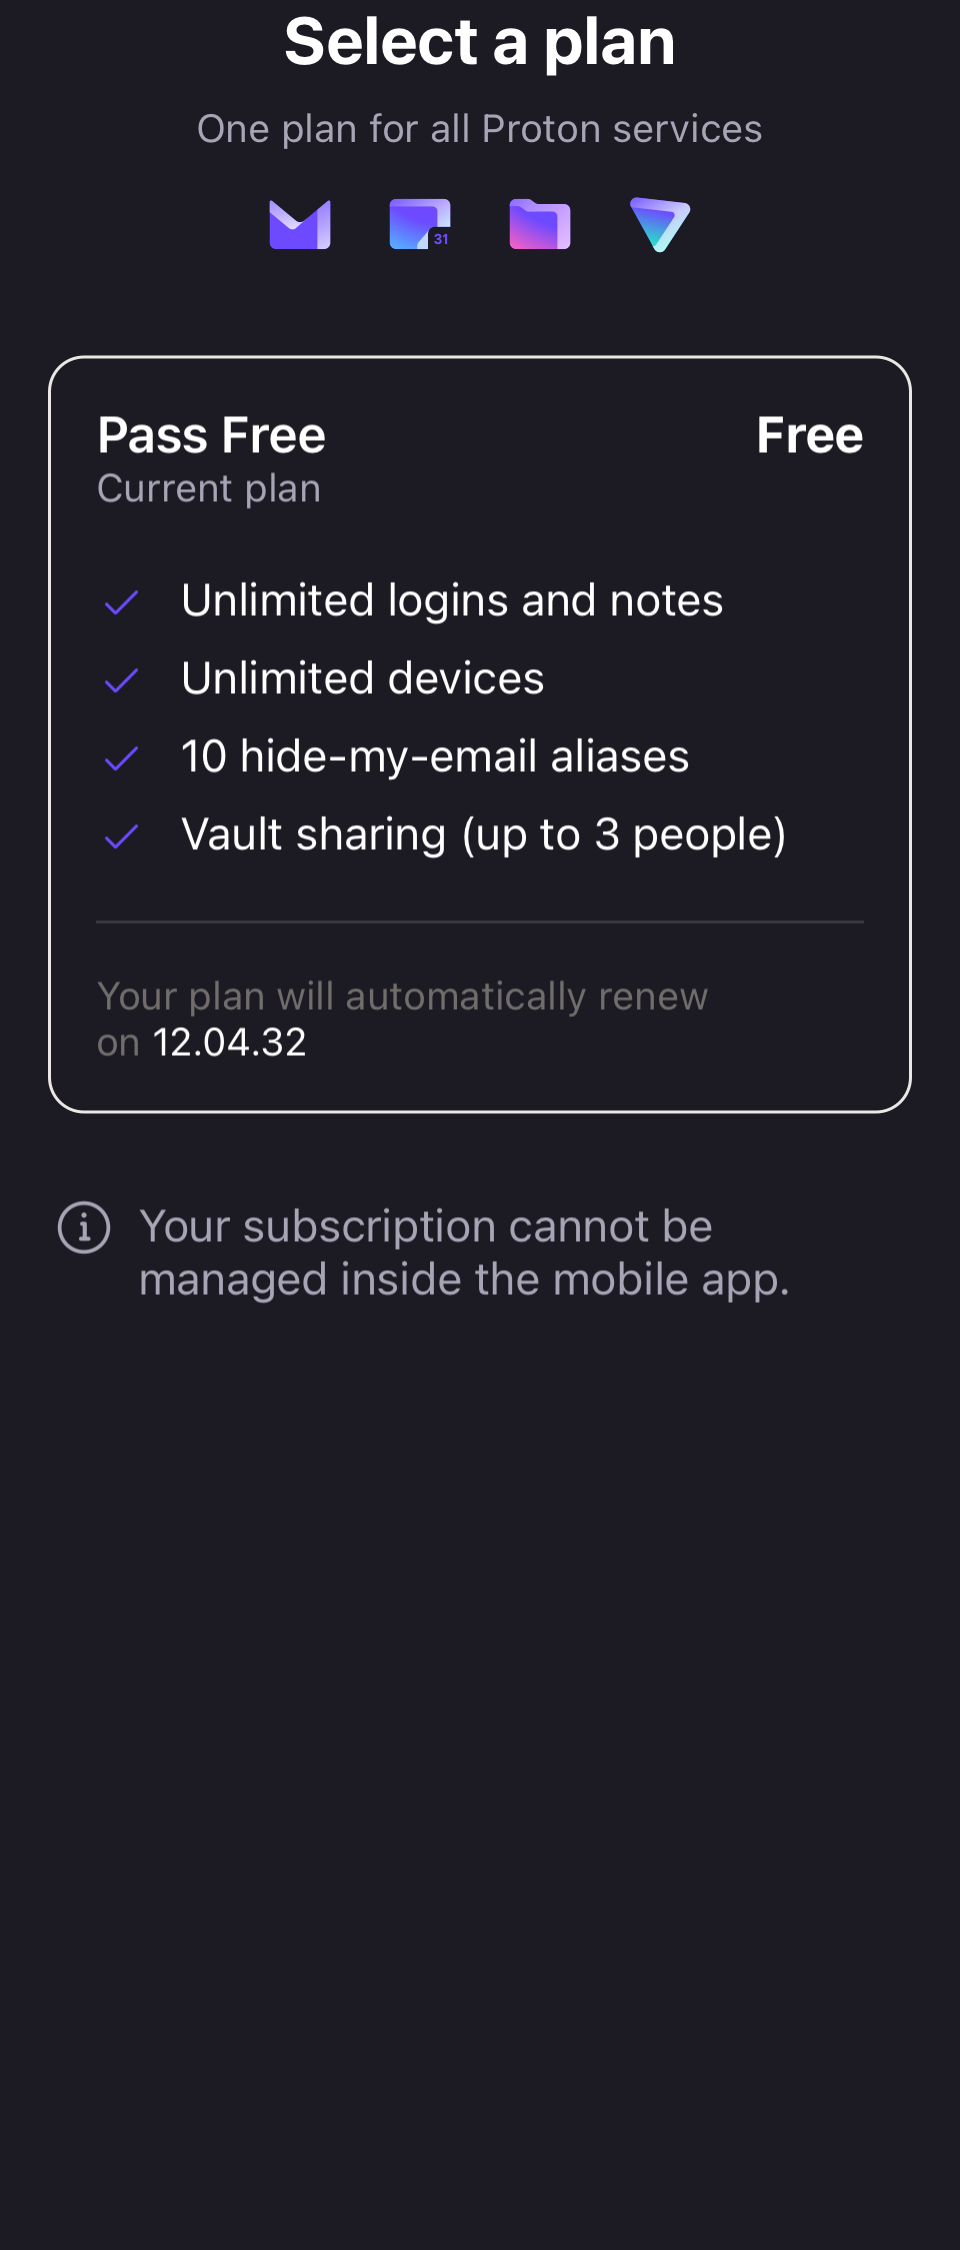 Select a plan
One plan for all Proton services
31
Pass Free
Free
Current plan
Unlimited logins and notes
Unlimited devices
10 hide-my-email aliases
Vault sharing (up to 3 people)
Your plan will automatically renew
on 12.04.32
Your subscription cannot be
managed inside the mobile app.